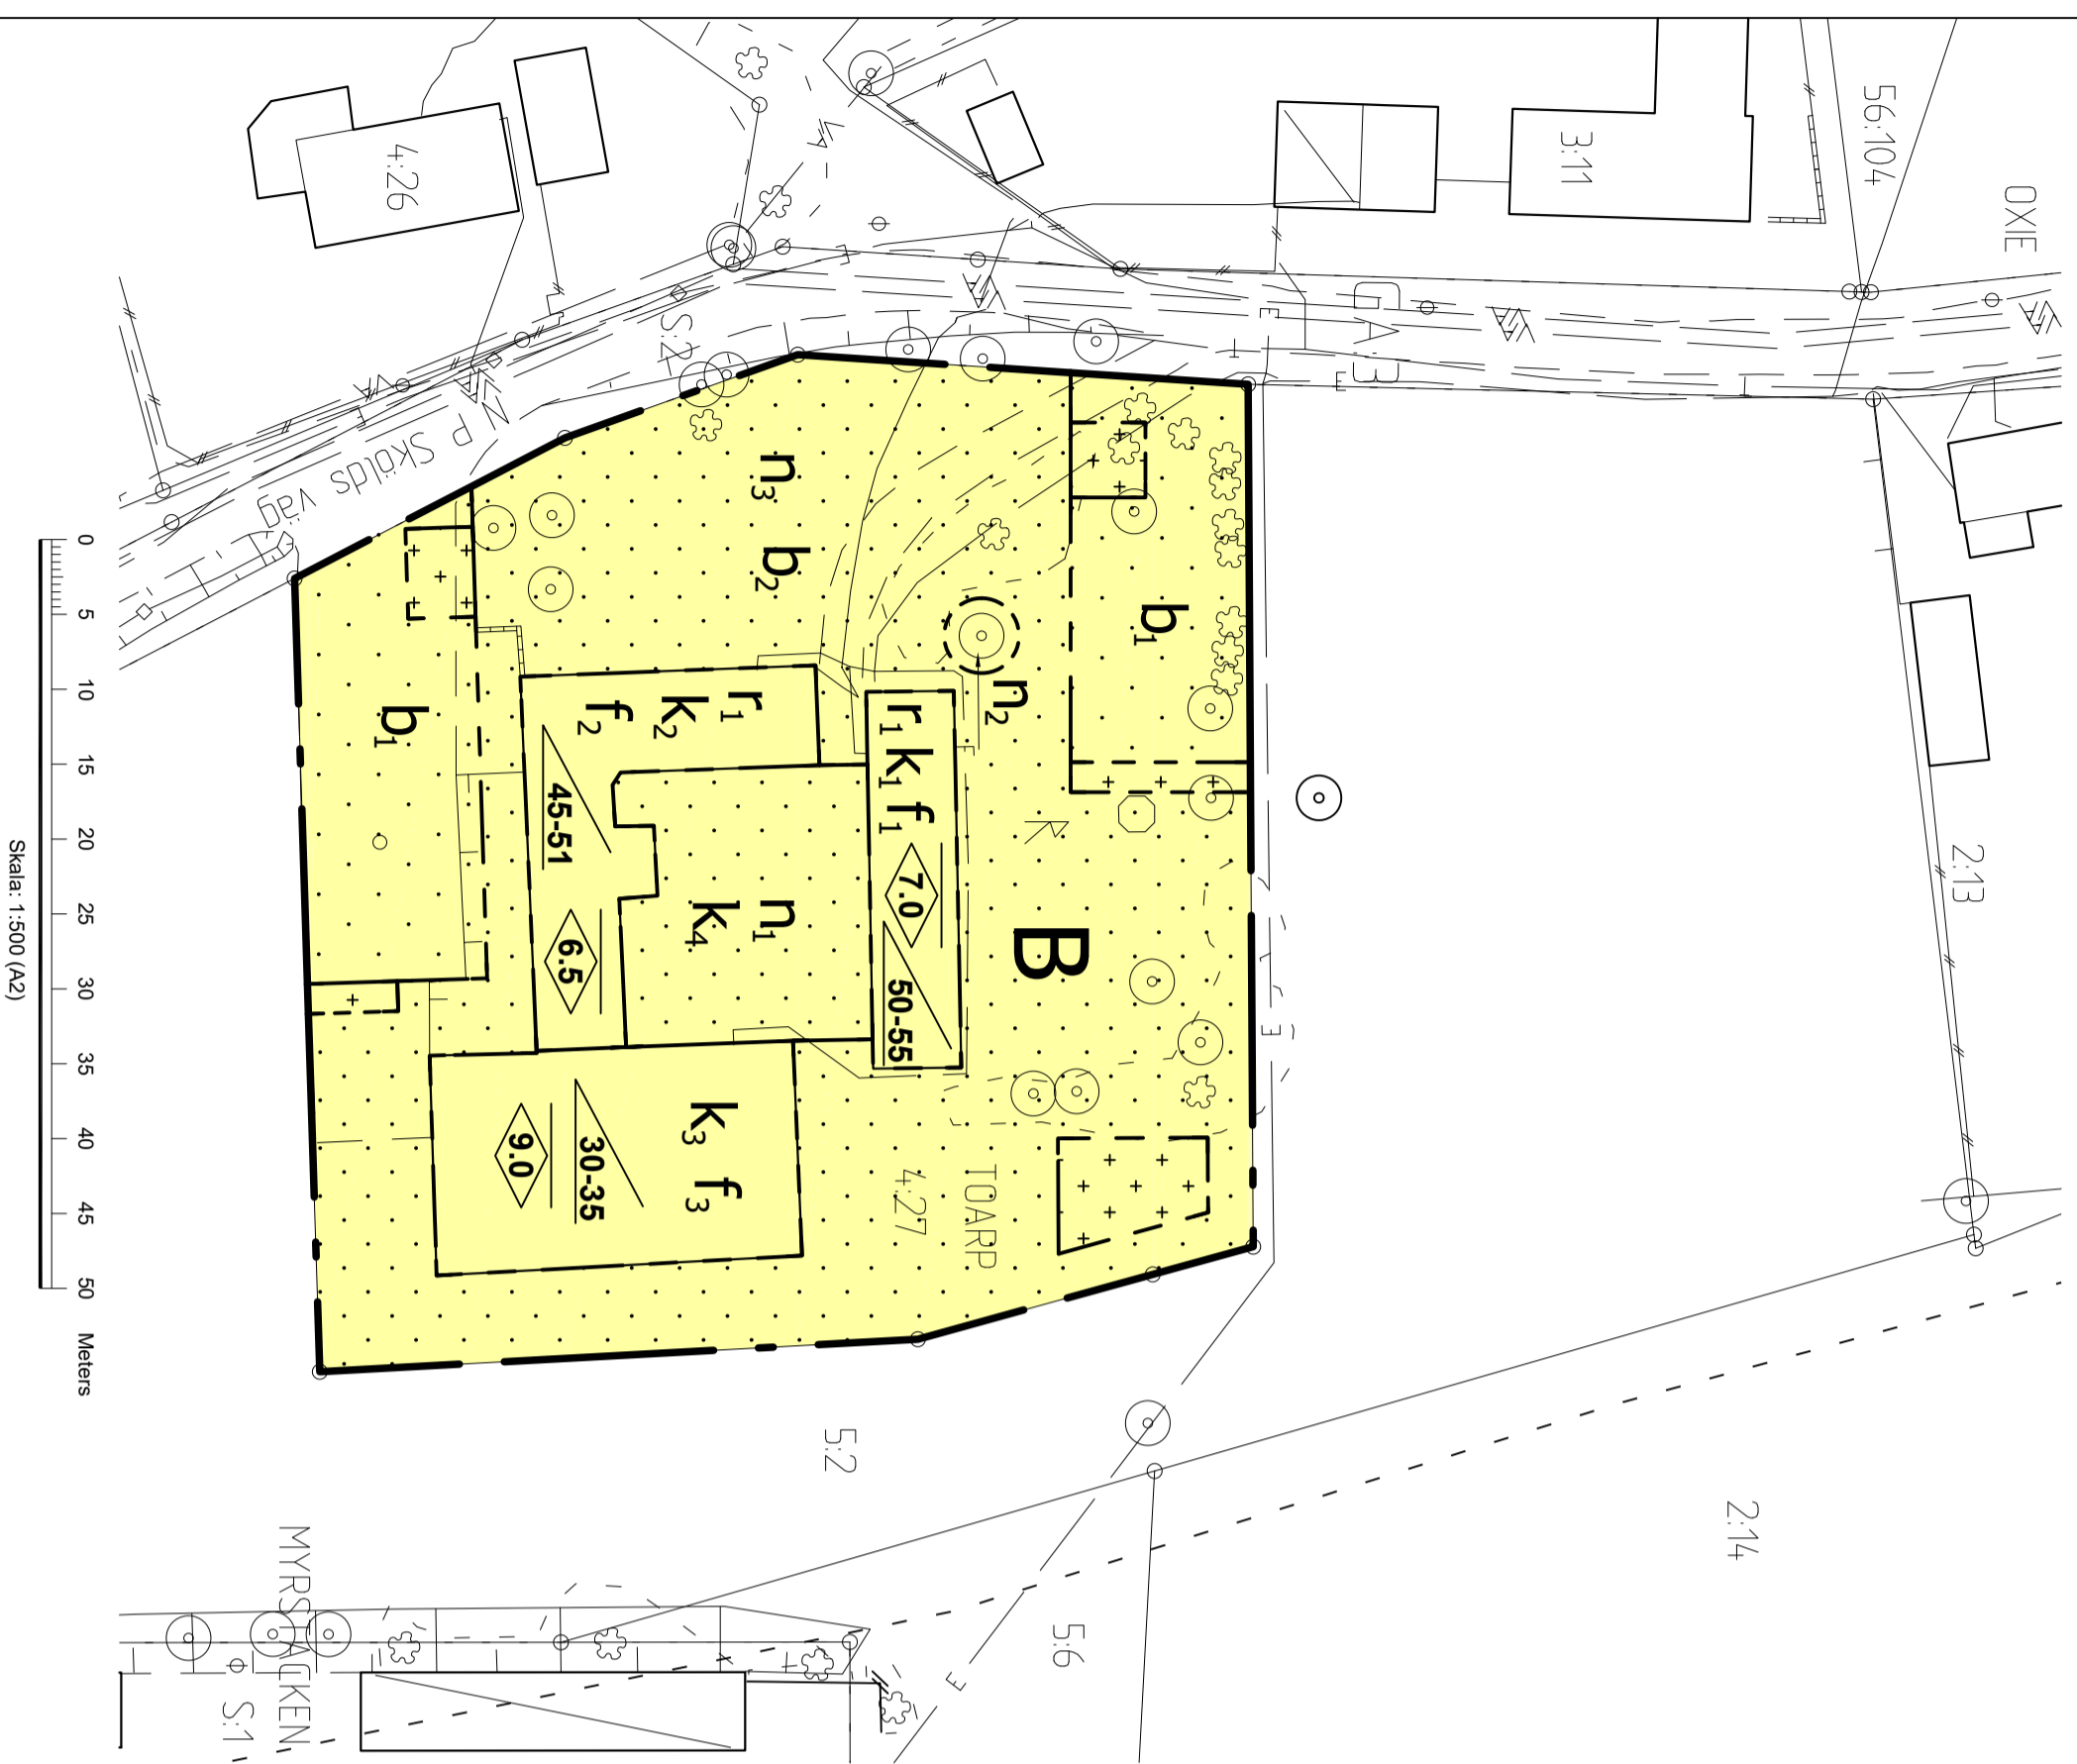 OXIE
56:104
3:11
4:26
VA
GA:3
S:2
N P Skölds väg
VA
2:13
n3
b2
b1
n2
r1
k2
f2
r1 k1 f1
7.0
50-55
b1
45-51
6.5
n1
k4
B
k3 f3
30-35
9.0
TOARP
4:27
5:2
2:14
5:6
E
E
E
E
MYRSTACKEN
S:1
0 5 10 15 20 25 30 35 40 45 50 Meters
Skala: 1:500 (A2)